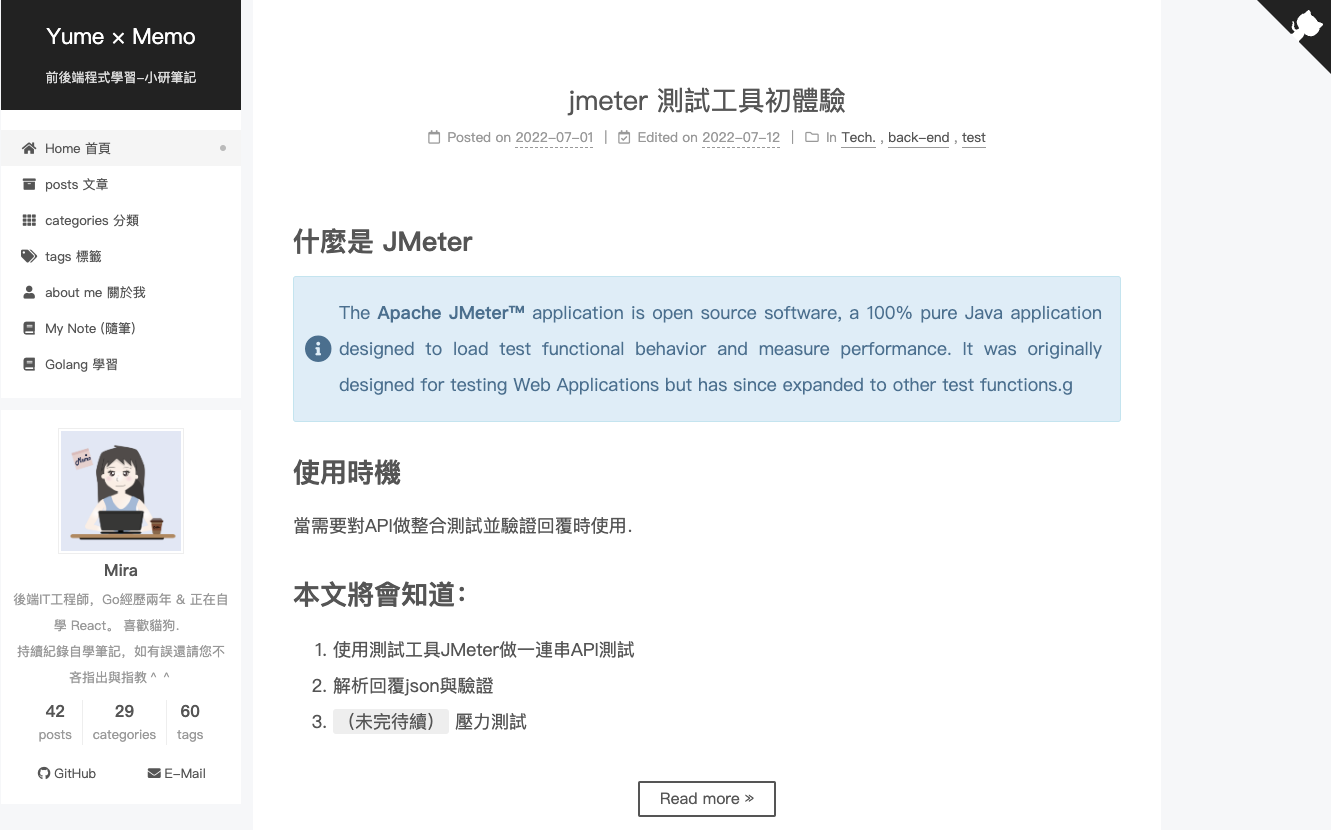 Yume × Memo
前後端程式學習-小研筆記
Home 首頁
posts 文章
categories 分類
tags 標籤
about me 關於我
My Note (隨筆)
Golang 學習
Memo
Mira
後端IT工程師，Go經歷兩年 & 正在自
學 React。 喜歡貓狗.
持續紀錄自學筆記，如有誤還請您不
吝指出與指教 ^ ^
42 29 60
posts categories tags
GitHub E-Mail
jmeter 測試工具初體驗
Posted on 2022-07-01 | Edited on 2022-07-12 | In Tech. , back-end , test
什麼是 JMeter
The Apache JMeter™ application is open source software, a 100% pure Java application
designed to load test functional behavior and measure performance. It was originally
designed for testing Web Applications but has since expanded to other test functions.g
使用時機
當需要對API做整合測試並驗證回覆時使用.
本文將會知道：
1. 使用測試工具JMeter做一連串API測試
2. 解析回覆json與驗證
3. （未完待續） 壓力測試
Read more »